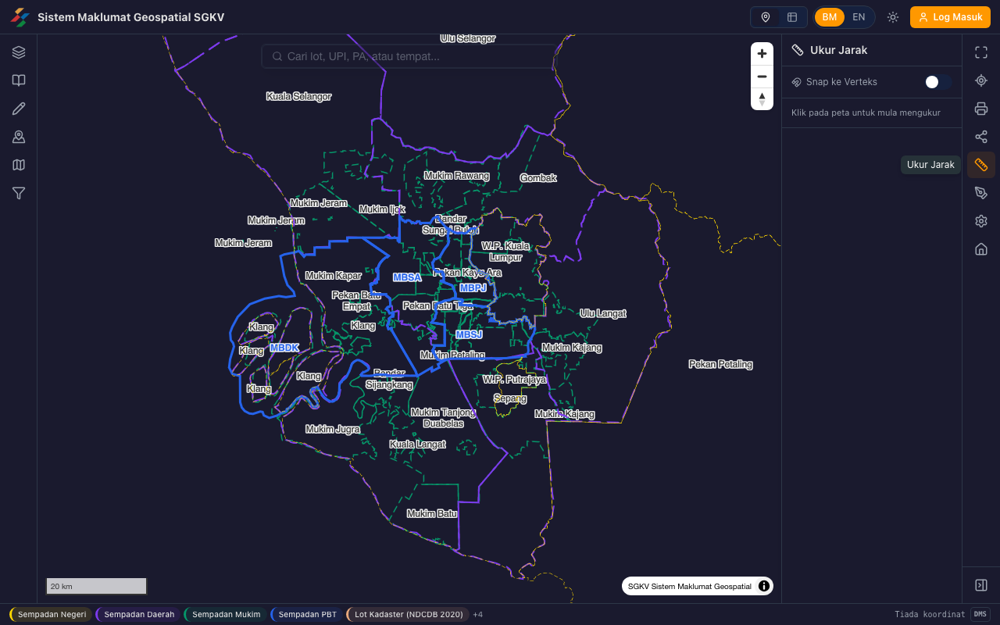 Sistem Maklumat Geospatial SGKV
BM
EN
Log Masuk
Cari lot, UPI, PA, atau tempat...
Ukur Jarak
Snap ke Verteks
Klik pada peta untuk mula mengukur
Ukur Jarak
Ulu Selangor
Kuala Selangor
Mukim Rawang
Gombak
Mukim Jeram
Mukim Ijok
Mukim Jeram
Bandar
Sungai Buloh
Mukim Jeram
W.P. Kuala
Lumpur
Mukim Kapar
MBSA
Pekan Kayu Ara
MBPJ
Pekan Batu
Empat
Pekan Batu Tiga
Ulu Langat
Klang
Klang
MBSJ
Klang
MBDK
Mukim Kajang
Mukim Petaling
Pekan Petaling
Klang
Bandar
Sijangkang
W.P. Putrajaya
Klang
Sepang
Mukim Tanjong
Duabelas
Mukim Kajang
Mukim Jugra
Kuala Langat
Mukim Batu
20 km
SGKV Sistem Maklumat Geospatial
Sempadan Negeri
Sempadan Daerah
Sempadan Mukim
Sempadan PBT
Lot Kadaster (NDCDB 2020)
+4
Tiada koordinat
DMS